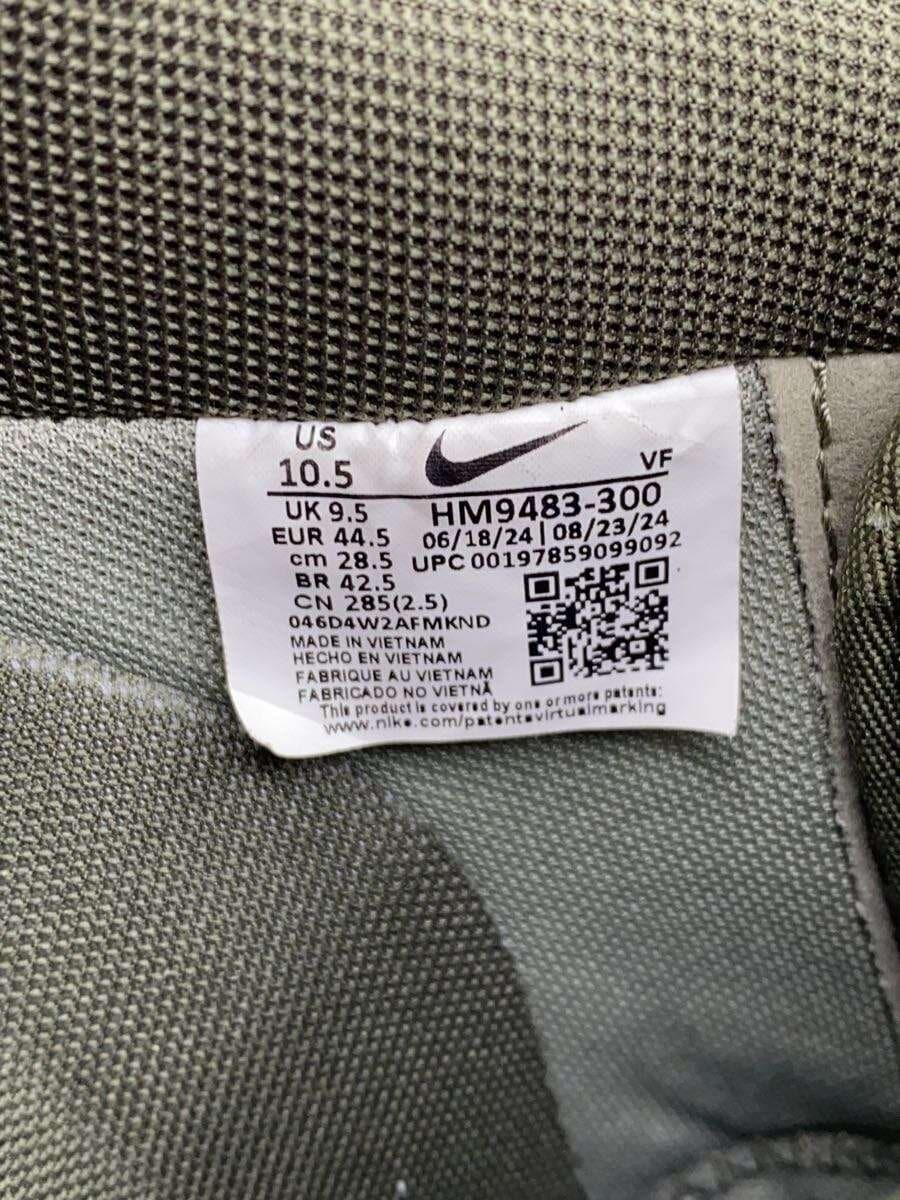 US
10.5
VF
UK 9.5
HM9483-300
EUR 44.5
06/18/24 | 08/23/24
cm 28.5
UPC 00197859099092
BR 42.5
CN 285(2.5)
046D4W2AFMKND
MADE IN VIETNAM
HECHO EN VIETNAM
FABRIQUE AU VIETNAM
FABRICADO NO VIETNÃ
This product is covered by one or more patents:
www.nike.com/patentsvirtualmarking